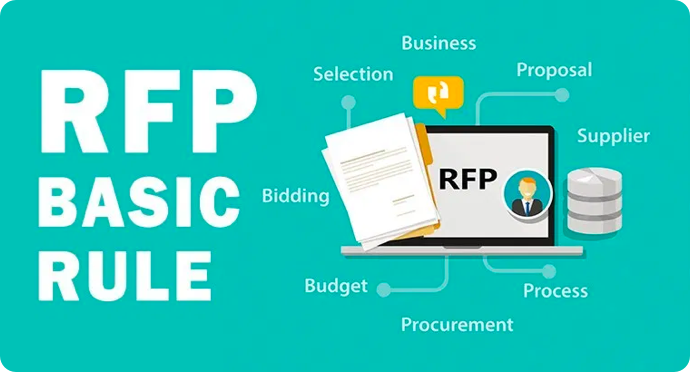 RFP
BASIC
RULE
Business
Selection
Proposal
Supplier
Bidding
RFP
Budget
Process
Procurement